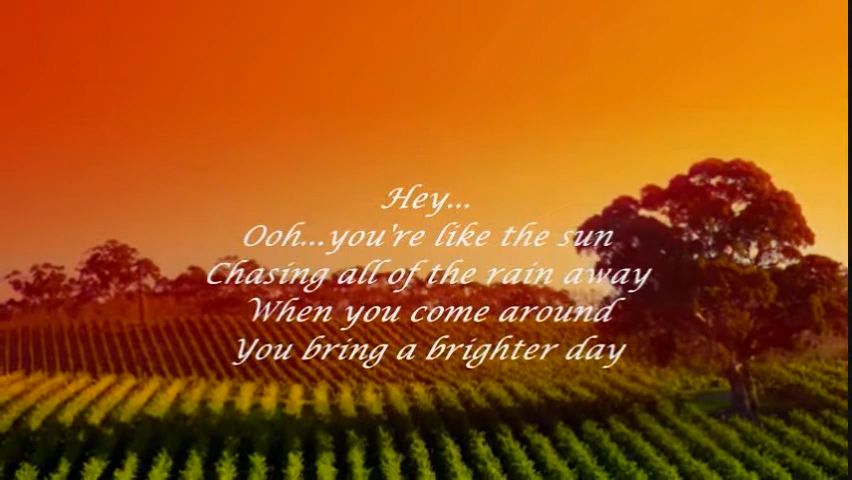 Hey...
Ooh...you're like the sun
Chasing all of the rain away
When you come around
You bring a brighter day